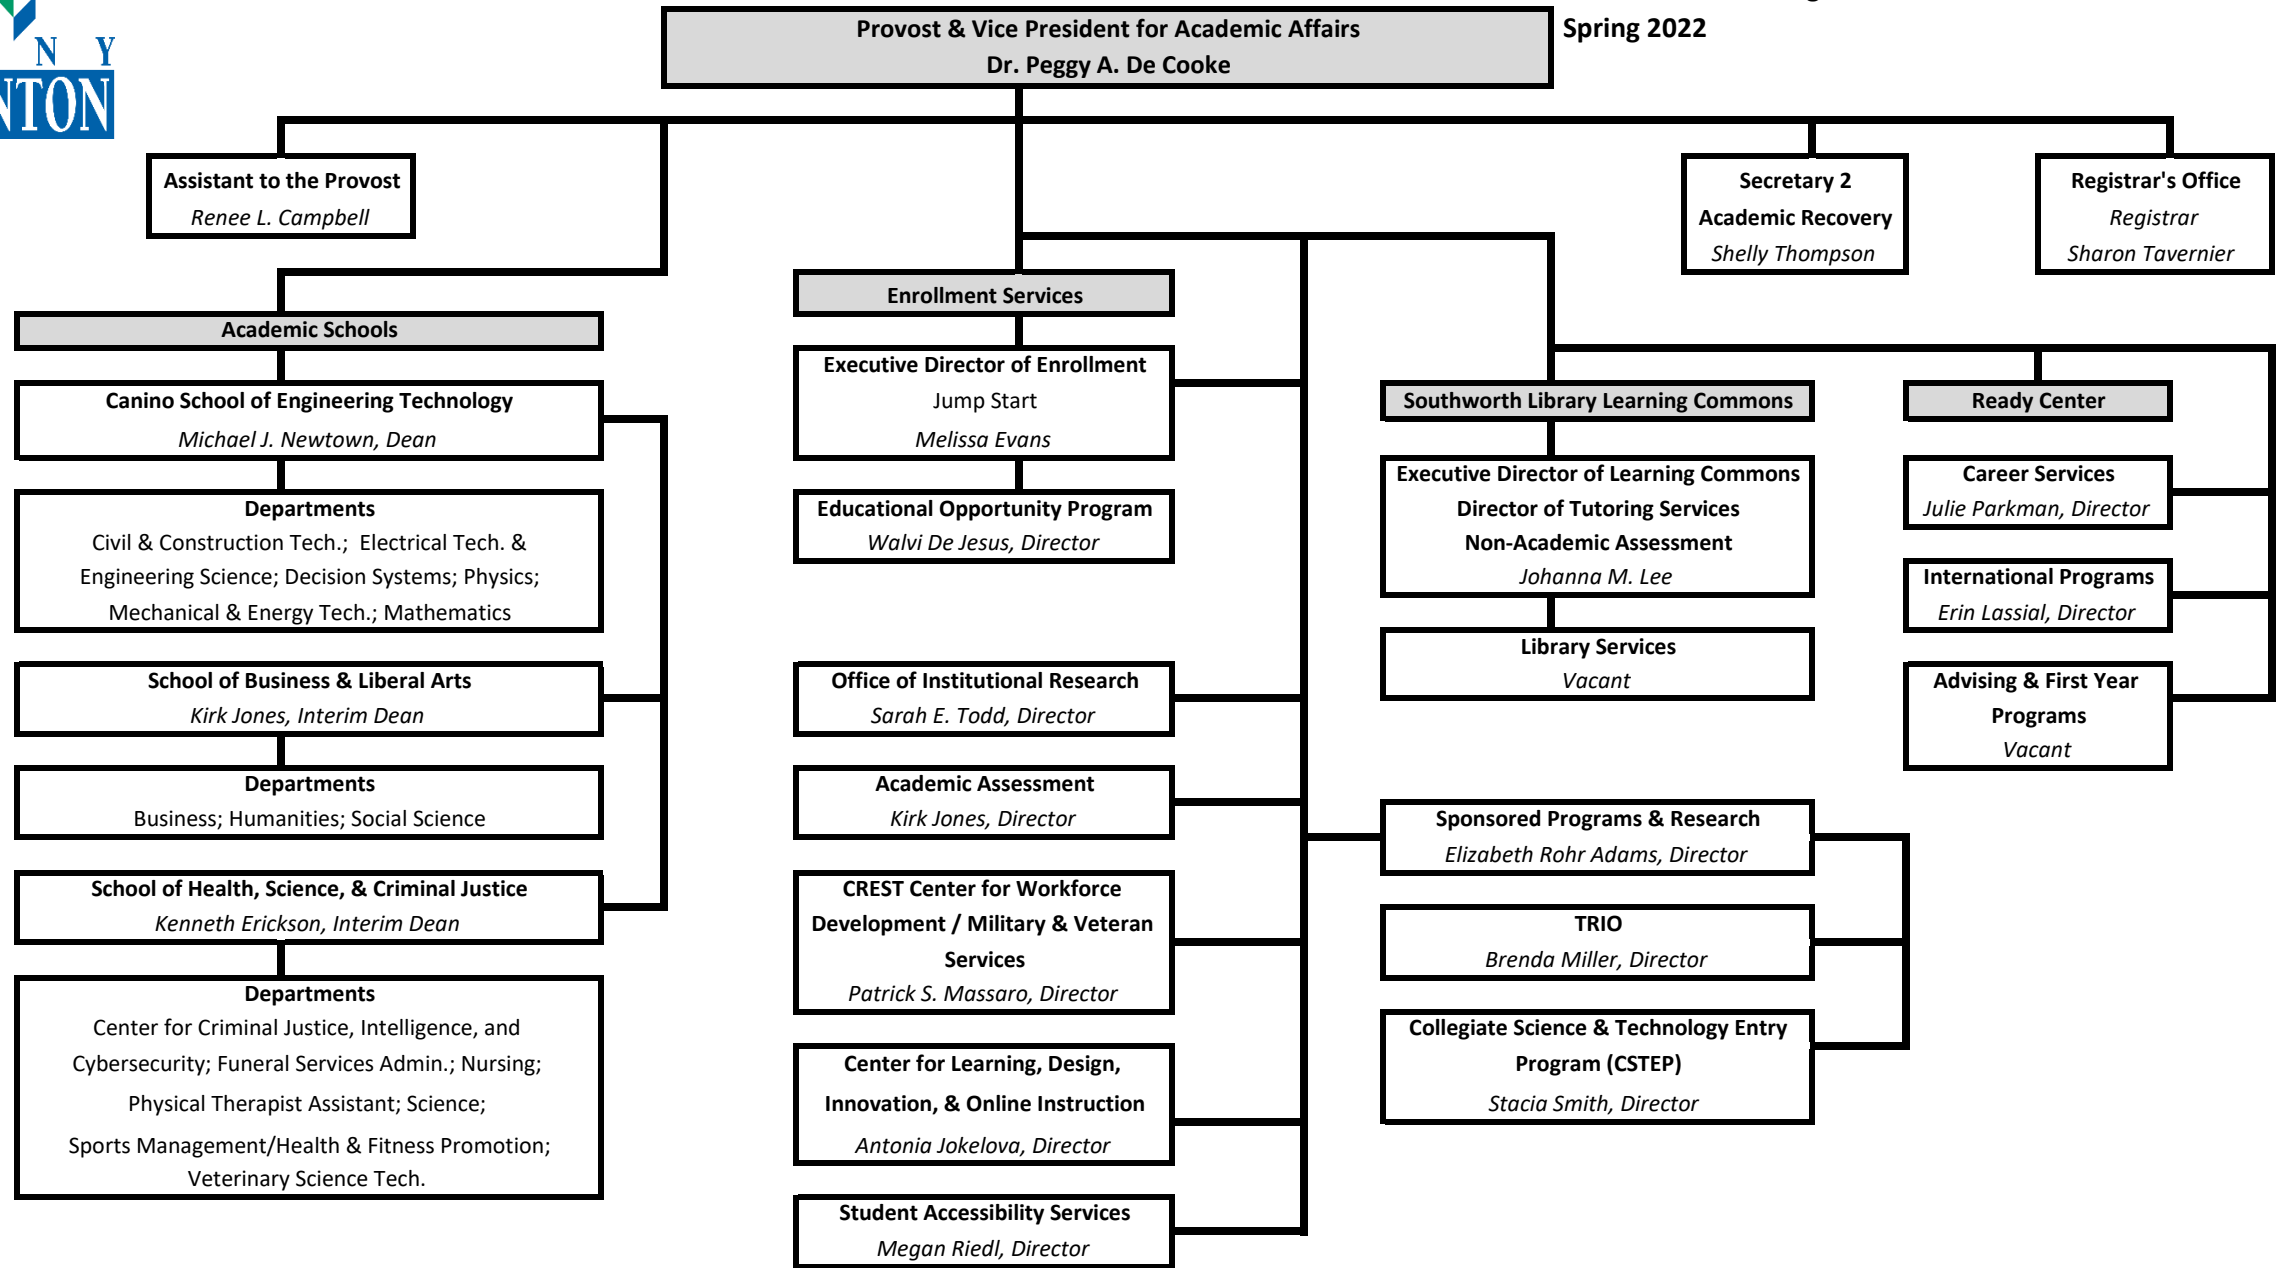 N Y
NTON
Provost & Vice President for Academic Affairs
Dr. Peggy A. De Cooke
Spring 2022
Assistant to the Provost
Renee L. Campbell
Secretary 2
Academic Recovery
Shelly Thompson
Registrar's Office
Registrar
Sharon Tavernier
Academic Schools
Canino School of Engineering Technology
Michael J. Newtown, Dean
Departments
Civil & Construction Tech.; Electrical Tech. &
Engineering Science; Decision Systems; Physics;
Mechanical & Energy Tech.; Mathematics
School of Business & Liberal Arts
Kirk Jones, Interim Dean
Departments
Business; Humanities; Social Science
School of Health, Science, & Criminal Justice
Kenneth Erickson, Interim Dean
Departments
Center for Criminal Justice, Intelligence, and
Cybersecurity; Funeral Services Admin.; Nursing;
Physical Therapist Assistant; Science;
Sports Management/Health & Fitness Promotion;
Veterinary Science Tech.
Enrollment Services
Executive Director of Enrollment
Jump Start
Melissa Evans
Educational Opportunity Program
Walvi De Jesus, Director
Office of Institutional Research
Sarah E. Todd, Director
Academic Assessment
Kirk Jones, Director
CREST Center for Workforce
Development / Military & Veteran
Services
Patrick S. Massaro, Director
Center for Learning, Design,
Innovation, & Online Instruction
Antonia Jokelova, Director
Student Accessibility Services
Megan Riedl, Director
Southworth Library Learning Commons
Executive Director of Learning Commons
Director of Tutoring Services
Non-Academic Assessment
Johanna M. Lee
Library Services
Vacant
Sponsored Programs & Research
Elizabeth Rohr Adams, Director
TRIO
Brenda Miller, Director
Collegiate Science & Technology Entry
Program (CSTEP)
Stacia Smith, Director
Ready Center
Career Services
Julie Parkman, Director
International Programs
Erin Lassial, Director
Advising & First Year
Programs
Vacant